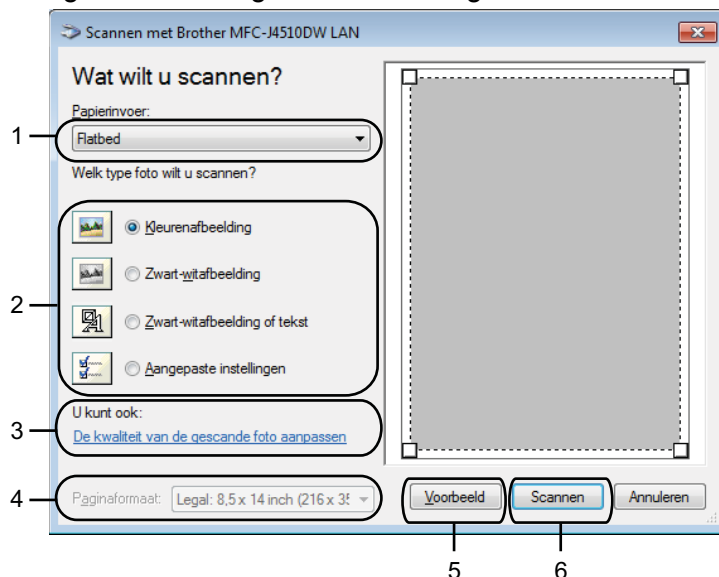 Scannen met Brother MFC-J4510DW LAN
Wat wilt u scannen?
Papierinvoer:
1
Flatbed
Welk type foto wilt u scannen?
Kleurenafbeelding
Zwart-witafbeelding
2
Zwart-witafbeelding of tekst
Aangepaste instellingen
U kunt ook:
3
De kwaliteit van de gescande foto aanpassen
4
Paginaformaat: Legal: 8,5 x 14 inch (216 x
Voorbeeld Scannen Annuleren
5 6